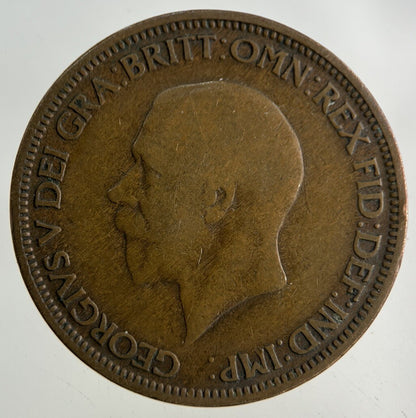 GEORGIVS V DEI GRA:BRITT:OMN:REX FID:DEF:IND:IMP: